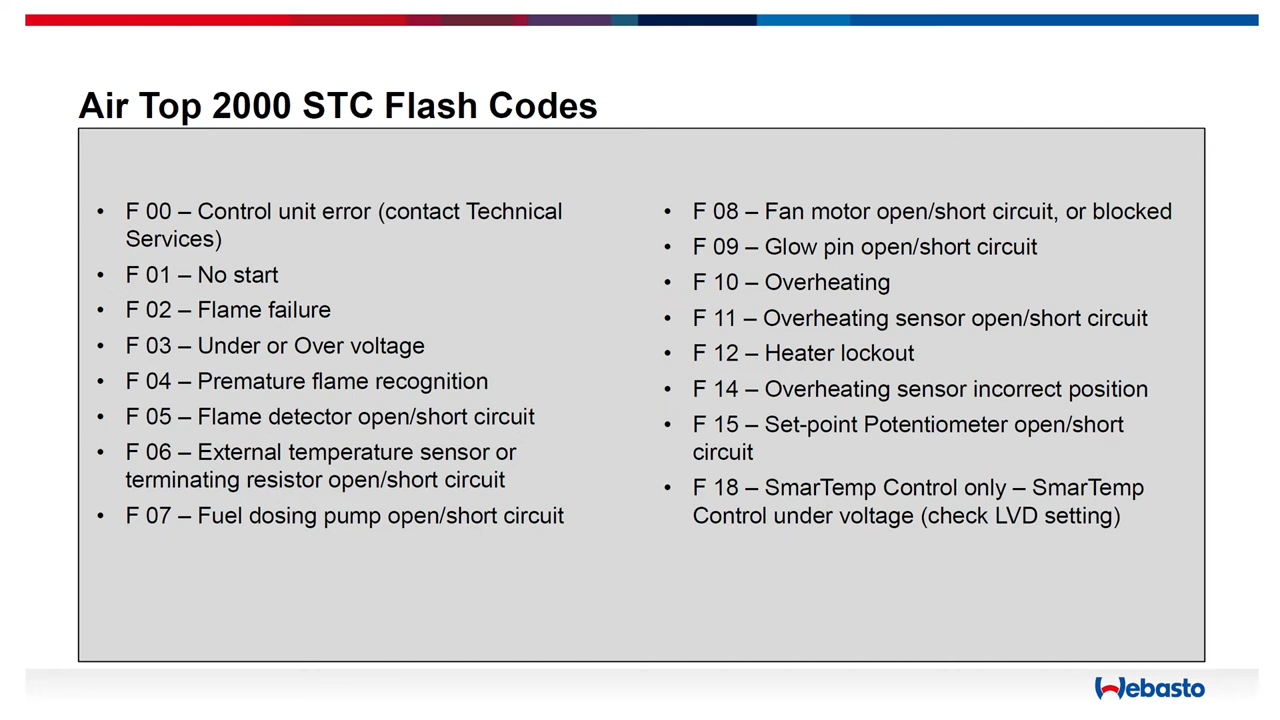 Air Top 2000 STC Flash Codes
• F 00 – Control unit error (contact Technical
Services)
• F 01 – No start
• F 02 – Flame failure
• F 03 – Under or Over voltage
• F 04 – Premature flame recognition
• F 05 – Flame detector open/short circuit
• F 06 – External temperature sensor or
terminating resistor open/short circuit
• F 07 – Fuel dosing pump open/short circuit
• F 08 – Fan motor open/short circuit, or blocked
• F 09 – Glow pin open/short circuit
• F 10 – Overheating
• F 11 – Overheating sensor open/short circuit
• F 12 – Heater lockout
• F 14 – Overheating sensor incorrect position
• F 15 – Set-point Potentiometer open/short
circuit
• F 18 – SmarTemp Control only – SmarTemp
Control under voltage (check LVD setting)
Webasto